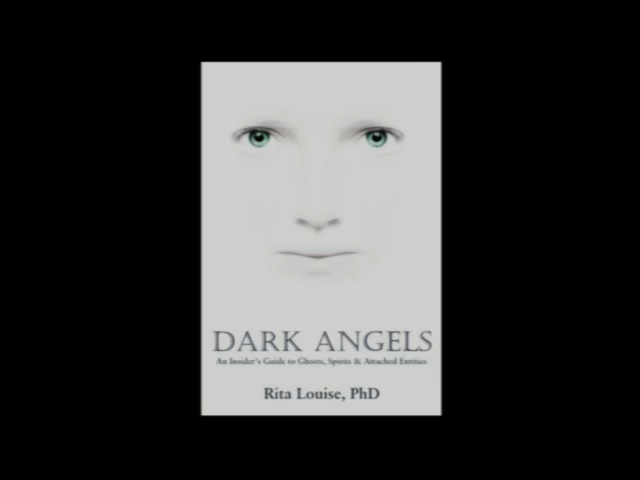 DARK ANGELS
An Insider's Guide to Ghosts, Spirits & Attached Entities
Rita Louise, PhD